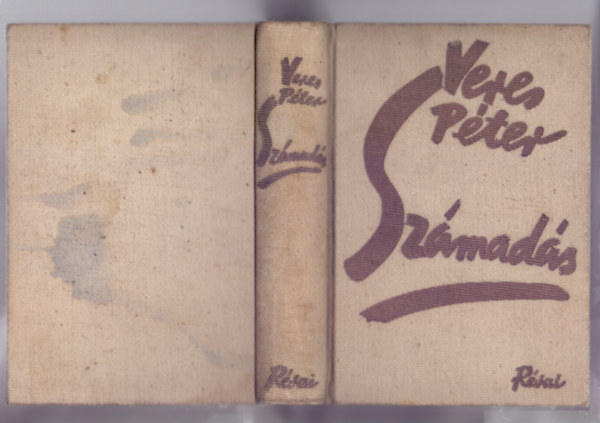 Veres
Péter
Számadás
Révai
Veres
Péter
Számadás
Révai